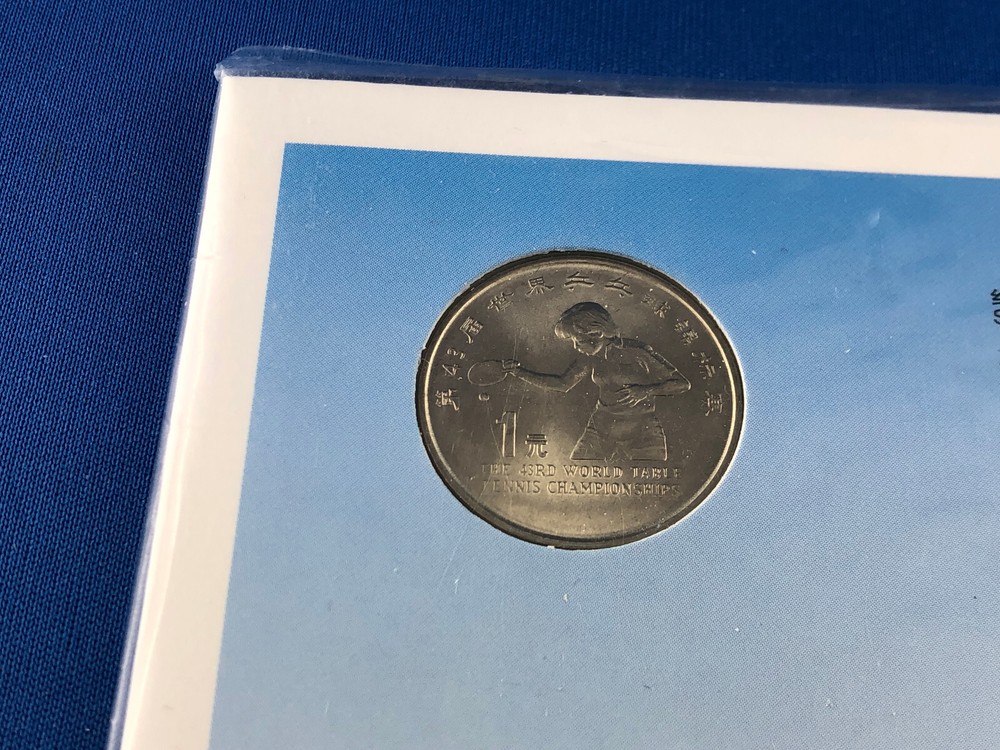 第43届世界乒乓球锦标赛
1元
THE 43RD WORLD TABLE
TENNIS CHAMPIONSHIPS